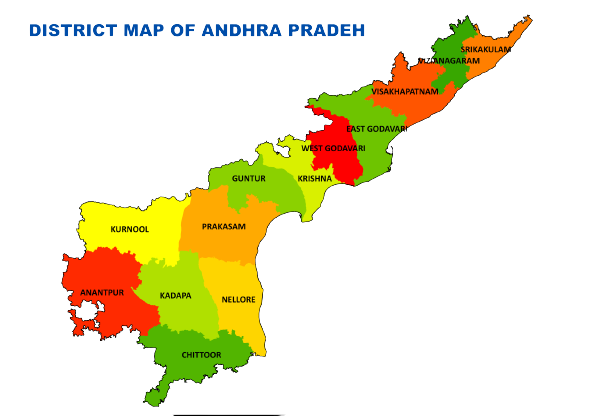 DISTRICT MAP OF ANDHRA PRADEH
SRIKAKULAM
VIZIANAGARAM
VISAKHAPATNAM
EAST GODAVARI
WEST GODAVARI
KRISHNA
GUNTUR
PRAKASAM
KURNOOL
ANANTPUR
KADAPA
NELLORE
CHITTOOR